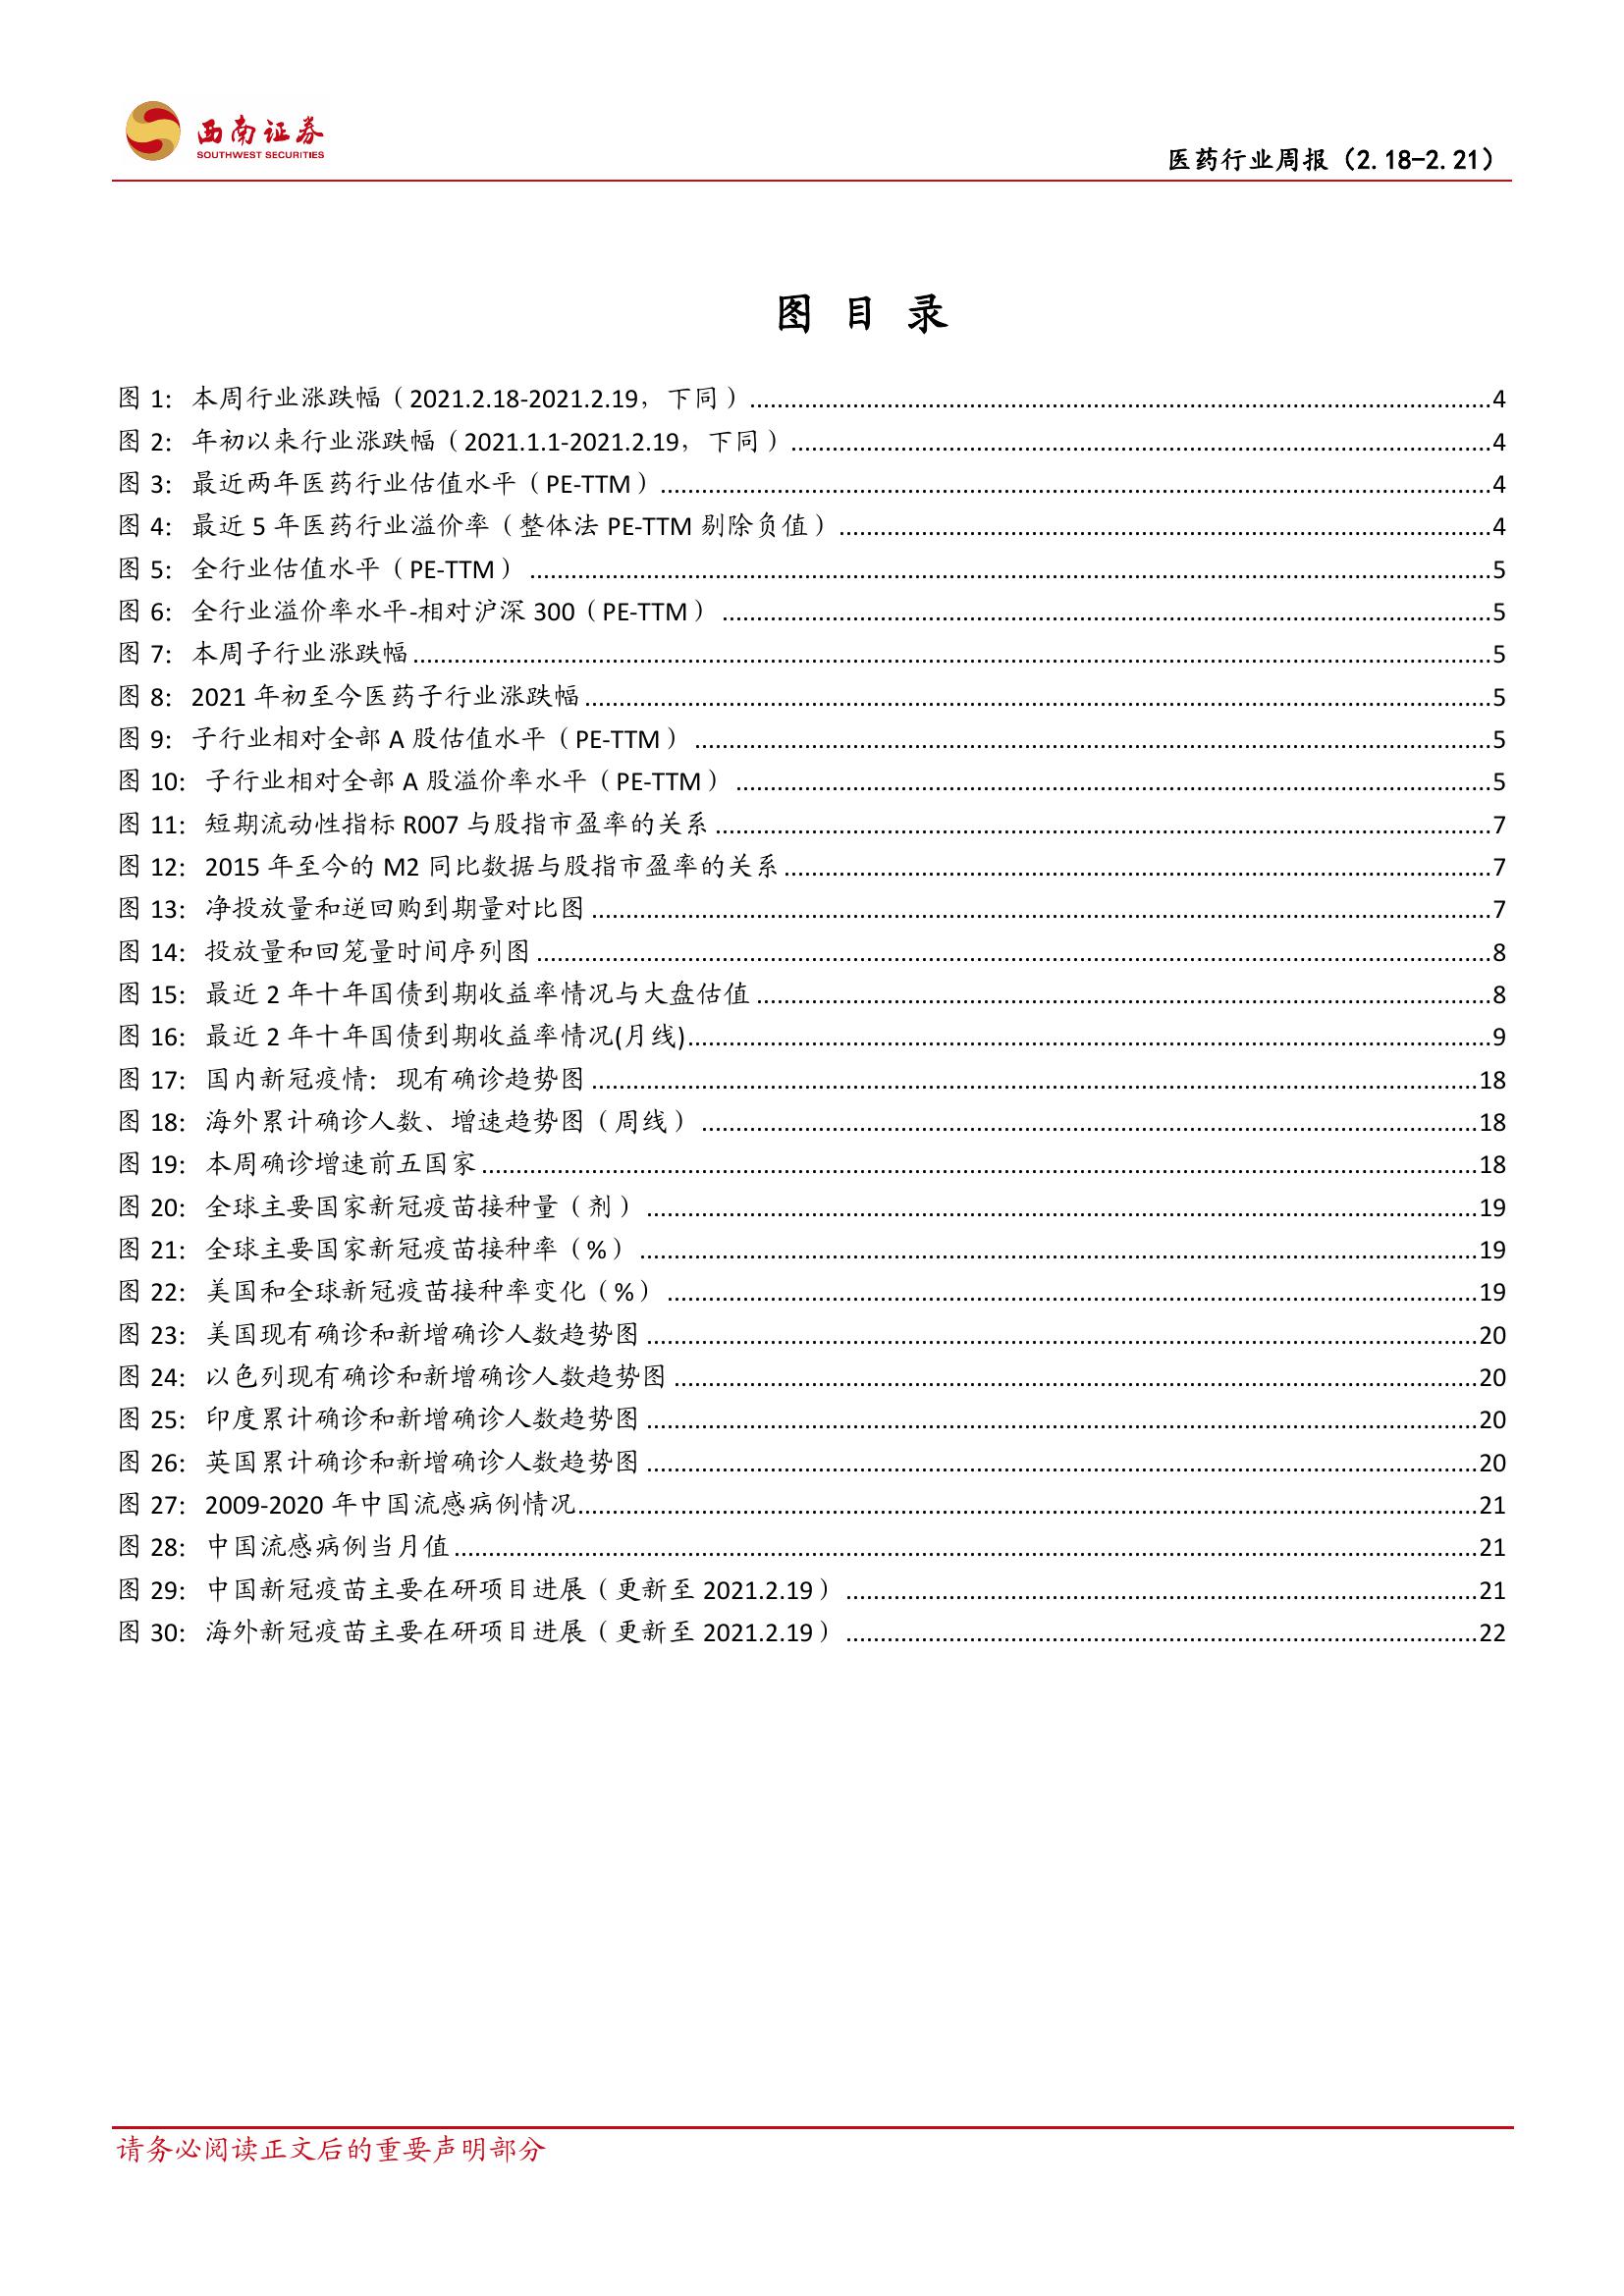 西南证券
SOUTHWEST SECURITIES
医药行业周报（2.18-2.21）
图 目 录
图 1：本周行业涨跌幅（2021.2.18-2021.2.19，下同）........4
图 2：年初以来行业涨跌幅（2021.1.1-2021.2.19，下同）........4
图 3：最近两年医药行业估值水平（PE-TTM）........4
图 4：最近 5 年医药行业溢价率（整体法 PE-TTM 剔除负值）........4
图 5：全行业估值水平（PE-TTM）........5
图 6：全行业溢价率水平-相对沪深 300（PE-TTM）........5
图 7：本周子行业涨跌幅........5
图 8：2021 年初至今医药子行业涨跌幅........5
图 9：子行业相对全部 A 股估值水平（PE-TTM）........5
图 10：子行业相对全部 A 股溢价率水平（PE-TTM）........5
图 11：短期流动性指标 R007 与股指市盈率的关系........7
图 12：2015 年至今的 M2 同比数据与股指市盈率的关系........7
图 13：净投放量和逆回购到期量对比图........7
图 14：投放量和回笼量时间序列图........8
图 15：最近 2 年十年国债到期收益率情况与大盘估值........8
图 16：最近 2 年十年国债到期收益率情况(月线)........9
图 17：国内新冠疫情：现有确诊趋势图........18
图 18：海外累计确诊人数、增速趋势图（周线）........18
图 19：本周确诊增速前五国家........18
图 20：全球主要国家新冠疫苗接种量（剂）........19
图 21：全球主要国家新冠疫苗接种率（%）........19
图 22：美国和全球新冠疫苗接种率变化（%）........19
图 23：美国现有确诊和新增确诊人数趋势图........20
图 24：以色列现有确诊和新增确诊人数趋势图........20
图 25：印度累计确诊和新增确诊人数趋势图........20
图 26：英国累计确诊和新增确诊人数趋势图........20
图 27：2009-2020 年中国流感病例情况........21
图 28：中国流感病例当月值........21
图 29：中国新冠疫苗主要在研项目进展（更新至 2021.2.19）........21
图 30：海外新冠疫苗主要在研项目进展（更新至 2021.2.19）........22
请务必阅读正文后的重要声明部分